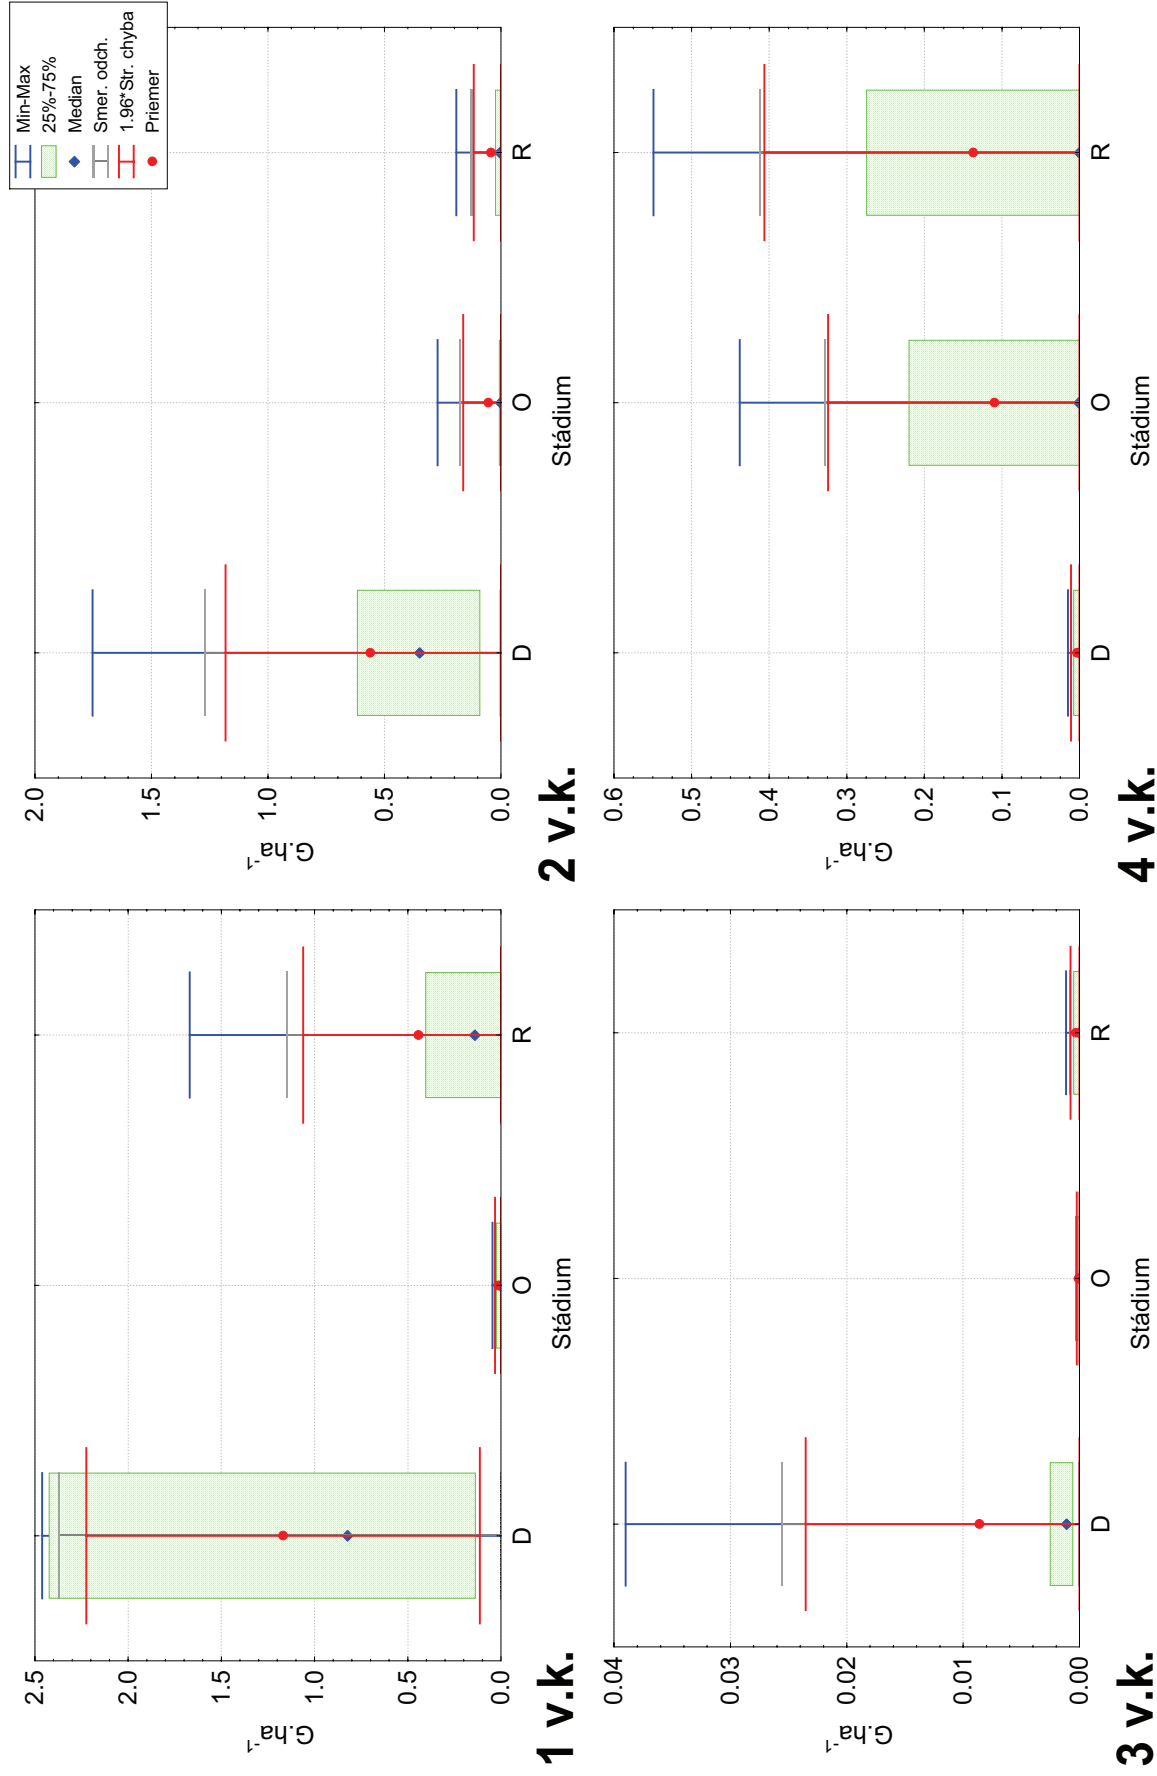 Min-Max
25%-75%
Median
Smer. odch.
1.96*Str. chyba
Priemer
2.5
2.0
1.5
1.0
0.5
0.0
G.ha⁻¹
D
O
R
Stádium
1 v.k.
2.0
1.5
1.0
0.5
0.0
G.ha⁻¹
D
O
R
Stádium
2 v.k.
0.04
0.03
0.02
0.01
0.00
G.ha⁻¹
D
O
R
Stádium
3 v.k.
0.6
0.5
0.4
0.3
0.2
0.1
0.0
G.ha⁻¹
D
O
R
Stádium
4 v.k.